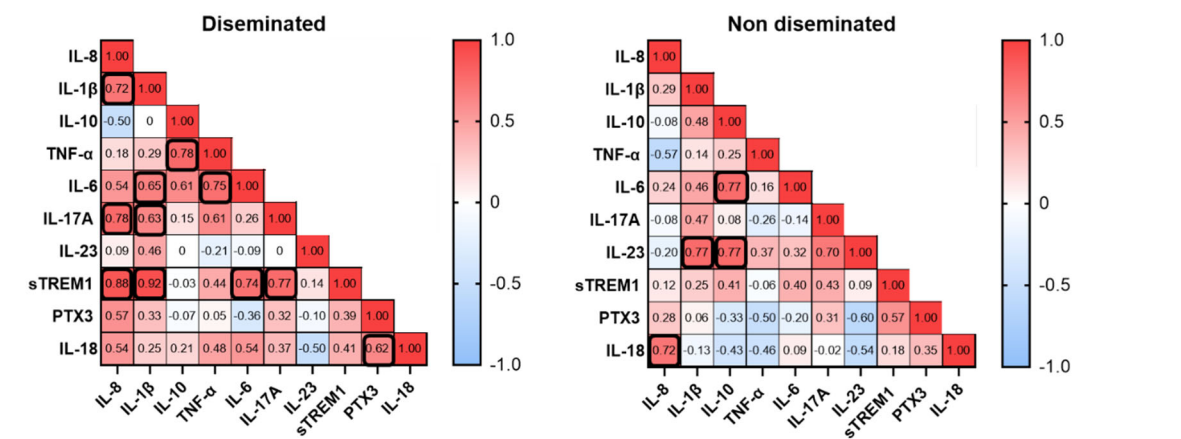 Diseminated
IL-8 1.00
IL-1β 0.72 1.00
IL-10 -0.50 0 1.00
TNF-α 0.18 0.29 0.78 1.00
IL-6 0.54 0.65 0.61 0.75 1.00
IL-17A 0.78 0.63 0.15 0.61 0.26 1.00
IL-23 0.09 0.46 0 -0.21 -0.09 0 1.00
sTREM1 0.88 0.92 -0.03 0.44 0.74 0.77 0.14 1.00
PTX3 0.57 0.33 -0.07 0.05 -0.36 0.32 -0.10 0.39 1.00
IL-18 0.54 0.25 0.21 0.48 0.54 0.37 -0.50 0.41 0.62 1.00
IL-8 IL-1β IL-10 TNF-α IL-6 IL-17A IL-23 sTREM1 PTX3 IL-18
1.0
0.5
0
-0.5
-1.0
Non diseminated
IL-8 1.00
IL-1β 0.29 1.00
IL-10 -0.08 0.48 1.00
TNF-α -0.57 0.14 0.25 1.00
IL-6 0.24 0.46 0.77 0.16 1.00
IL-17A -0.08 0.47 0.08 -0.26 -0.14 1.00
IL-23 -0.20 0.77 0.77 0.37 0.32 0.70 1.00
sTREM1 0.12 0.25 0.41 -0.06 0.40 0.43 0.09 1.00
PTX3 0.28 0.06 -0.33 -0.50 -0.20 0.31 -0.60 0.57 1.00
IL-18 0.72 -0.13 -0.43 -0.46 0.09 -0.02 -0.54 0.18 0.35 1.00
IL-8 IL-1β IL-10 TNF-α IL-6 IL-17A IL-23 sTREM1 PTX3 IL-18
1.0
0.5
0
-0.5
-1.0